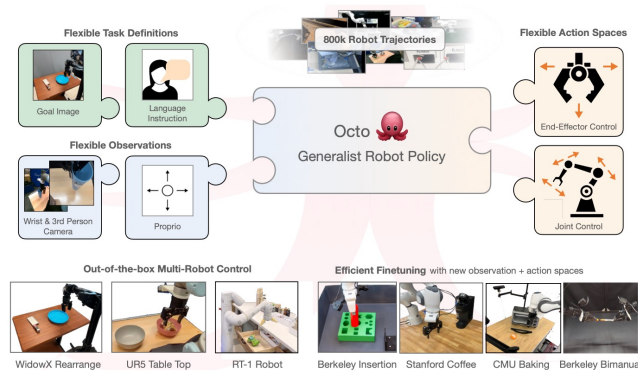 800k Robot Trajectories
Flexible Task Definitions
Goal Image
Language
Instruction
Flexible Observations
Wrist & 3rd Person
Camera
Proprio
Octo
Generalist Robot Policy
Flexible Action Spaces
End-Effector Control
Joint Control
Out-of-the-box Multi-Robot Control
WidowX Rearrange
UR5 Table Top
RT-1 Robot
Efficient Finetuning with new observation + action spaces
Berkeley Insertion
Stanford Coffee
CMU Baking
Berkeley Bimanual